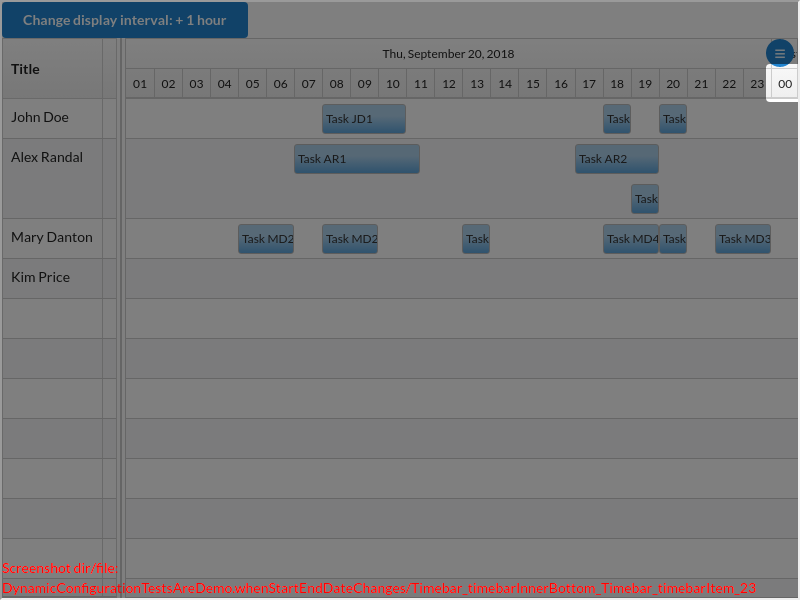 Change display interval: + 1 hour
Thu, September 20, 2018
Title
01 02 03 04 05 06 07 08 09 10 11 12 13 14 15 16 17 18 19 20 21 22 23 00
John Doe Task JD1 Task Task
Alex Randal Task AR1 Task AR2
Task
Mary Danton Task MD2 Task MD2 Task Task MD4 Task Task MD3
Kim Price
Screenshot dir/file:
DynamicConfigurationTestsAreDemo.whenStartEndDateChanges/Timebar_timebarInnerBottom_Timebar_timebarItem_23